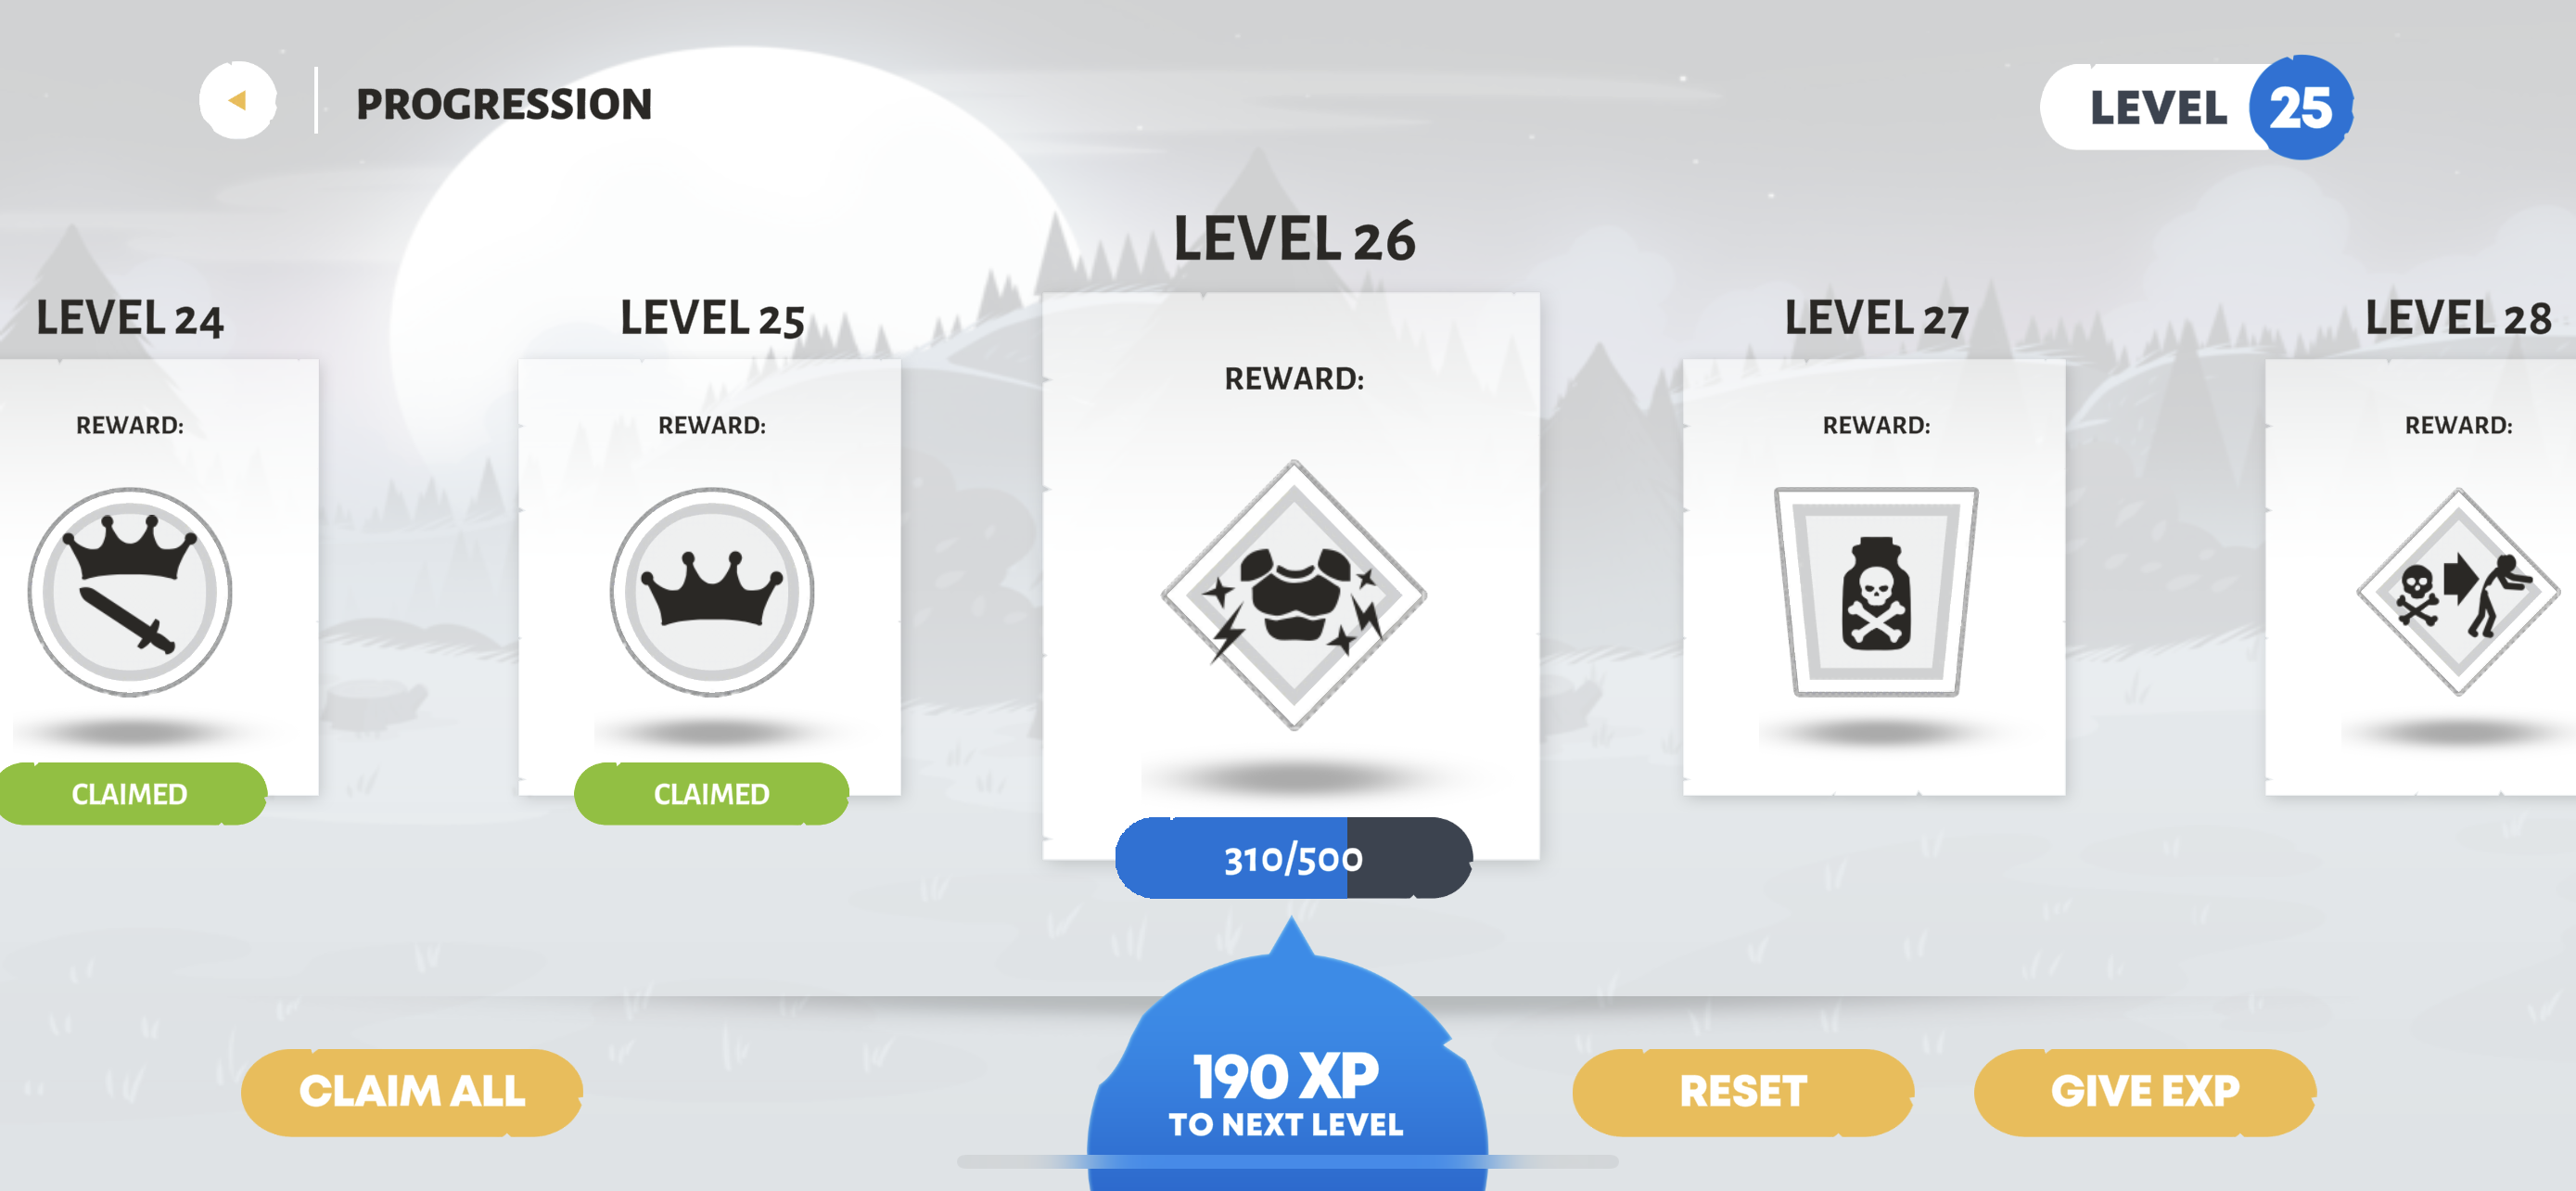 PROGRESSION
LEVEL 25
LEVEL 24
REWARD:
CLAIMED
LEVEL 25
REWARD:
CLAIMED
LEVEL 26
REWARD:
310/500
LEVEL 27
REWARD:
LEVEL 28
REWARD:
CLAIM ALL
190 XP
TO NEXT LEVEL
RESET
GIVE EXP